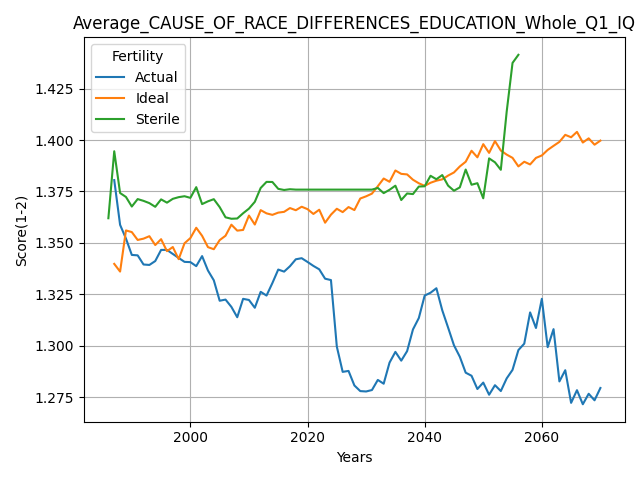 Average_CAUSE_OF_RACE_DIFFERENCES_EDUCATION_Whole_Q1_IQ
Fertility
Actual
Ideal
Sterile
1.425
1.400
1.375
1.350
1.325
1.300
1.275
Score(1-2)
2000
2020
2040
2060
Years